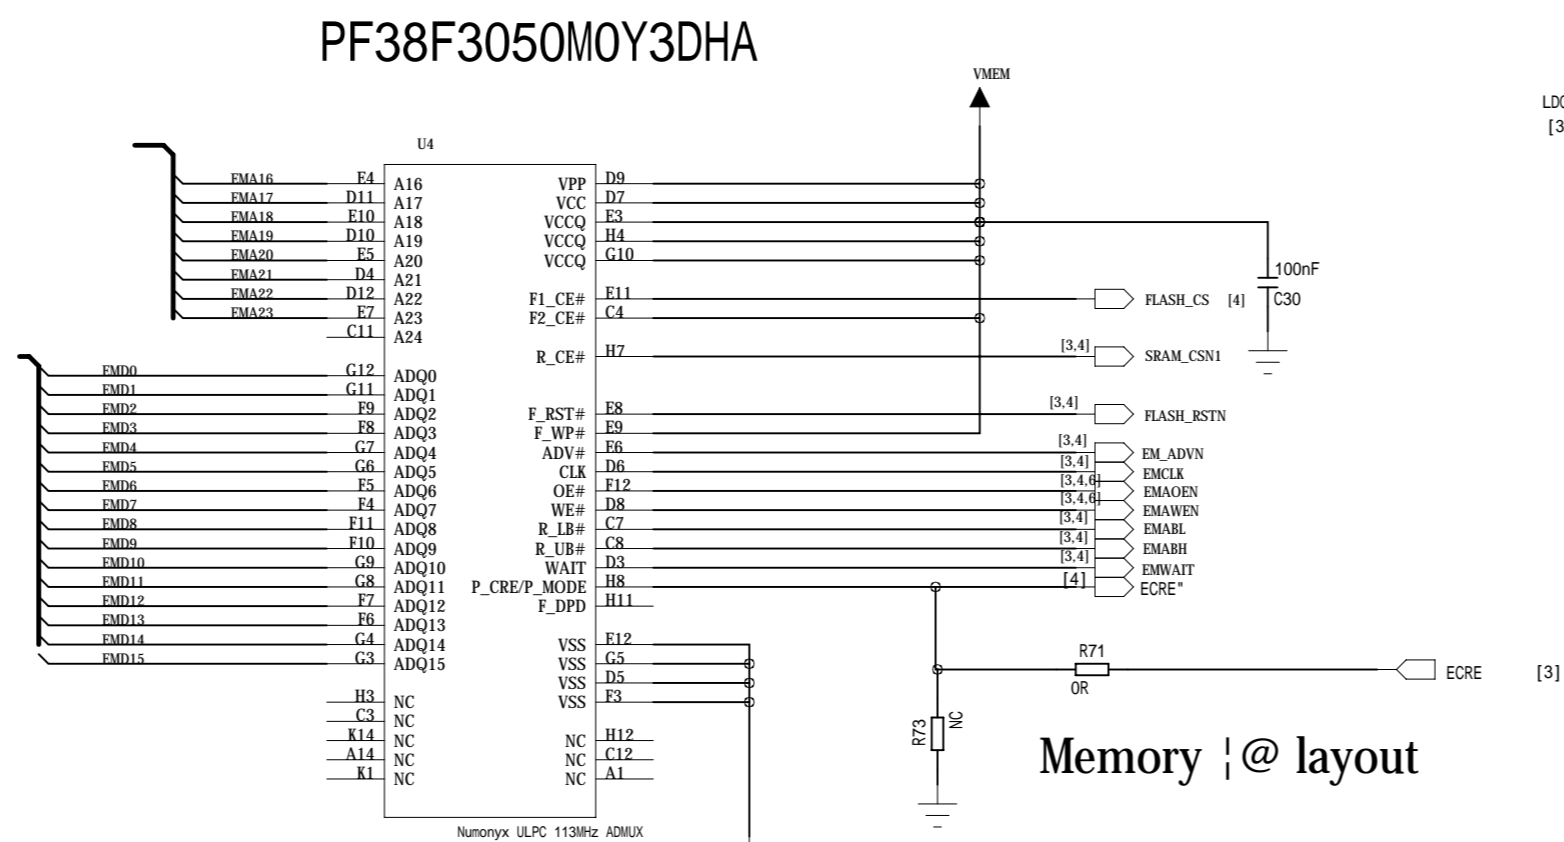 PF38F3050M0Y3DHA
VMEM
LD
[3
U4
EMA16 E4 A16 VPP D9
EMA17 D11 A17 VCC D7
EMA18 E10 A18 VCCQ E3
EMA19 D10 A19 VCCQ H4
EMA20 E5 A20 VCCQ G10
EMA21 D4 A21
100nF
EMA22 D12 A22 F1_CE# E11 FLASH_CS [4] C30
EMA23 E7 A23 F2_CE# C4
C11 A24
R_CE# H7 [3,4] SRAM_CSN1
EMD0 G12 ADQ0
EMD1 G11 ADQ1
EMD2 F9 ADQ2 F_RST# E8 [3,4] FLASH_RSTN
EMD3 F8 ADQ3 F_WP# E9
EMD4 G7 ADQ4 ADV# E6 [3,4] EM_ADVN
EMD5 G6 ADQ5 CLK D6 [3,4] EMCLK
EMD6 F5 ADQ6 OE# F12 [3,4,6] EMAOEN
EMD7 F4 ADQ7 WE# D8 [3,4,6] EMAWEN
EMD8 F11 ADQ8 R_LB# C7 [3,4] EMABL
EMD9 F10 ADQ9 R_UB# C8 [3,4] EMABH
EMD10 G9 ADQ10 WAIT D3 [3,4] EMWAIT
EMD11 G8 ADQ11 P_CRE/P_MODE H8 [4] ECRE"
EMD12 F7 ADQ12 F_DPD H11
EMD13 F6 ADQ13
EMD14 G4 ADQ14 VSS E12
EMD15 G3 ADQ15 VSS G5
R71
VSS D5
0R
ECRE [3]
H3 NC VSS F3
C3 NC
K14 NC NC H12
A14 NC NC C12
K1 NC NC A1
R73
NC
Memory ¦@ layout
Numonyx ULPC 113MHz ADMUX